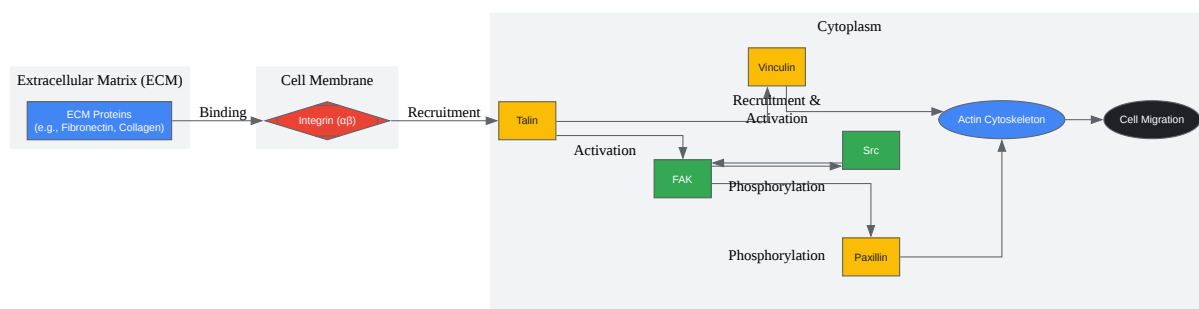 Cytoplasm
Extracellular Matrix (ECM)
Cell Membrane
Vinculin
ECM Proteins
(e.g., Fibronectin, Collagen)
Binding
Integrin (αβ)
Recruitment
Talin
Recruitment &
Activation
Actin Cytoskeleton
Cell Migration
Activation
Src
FAK
Phosphorylation
Phosphorylation
Paxillin